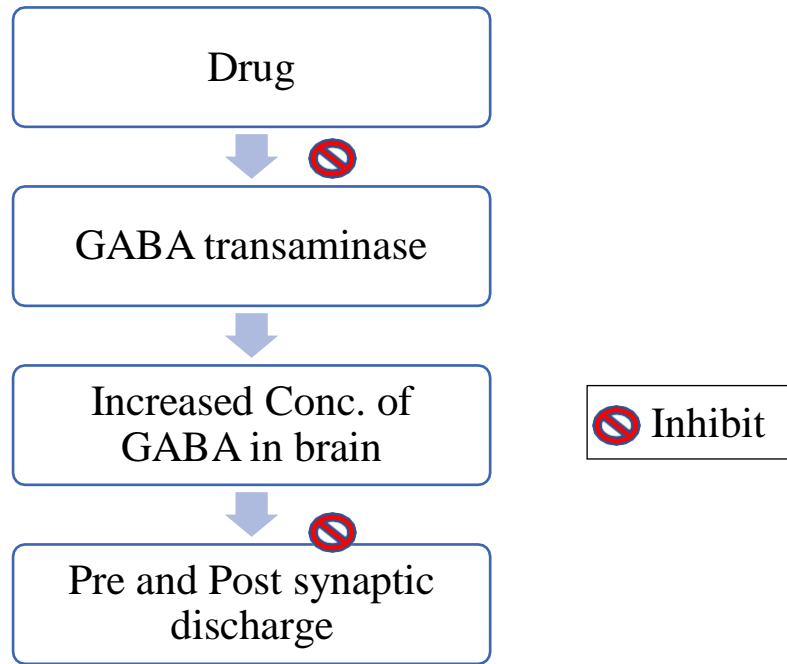 Drug
GABA transaminase
Increased Conc. of
GABA in brain
Inhibit
Pre and Post synaptic
discharge